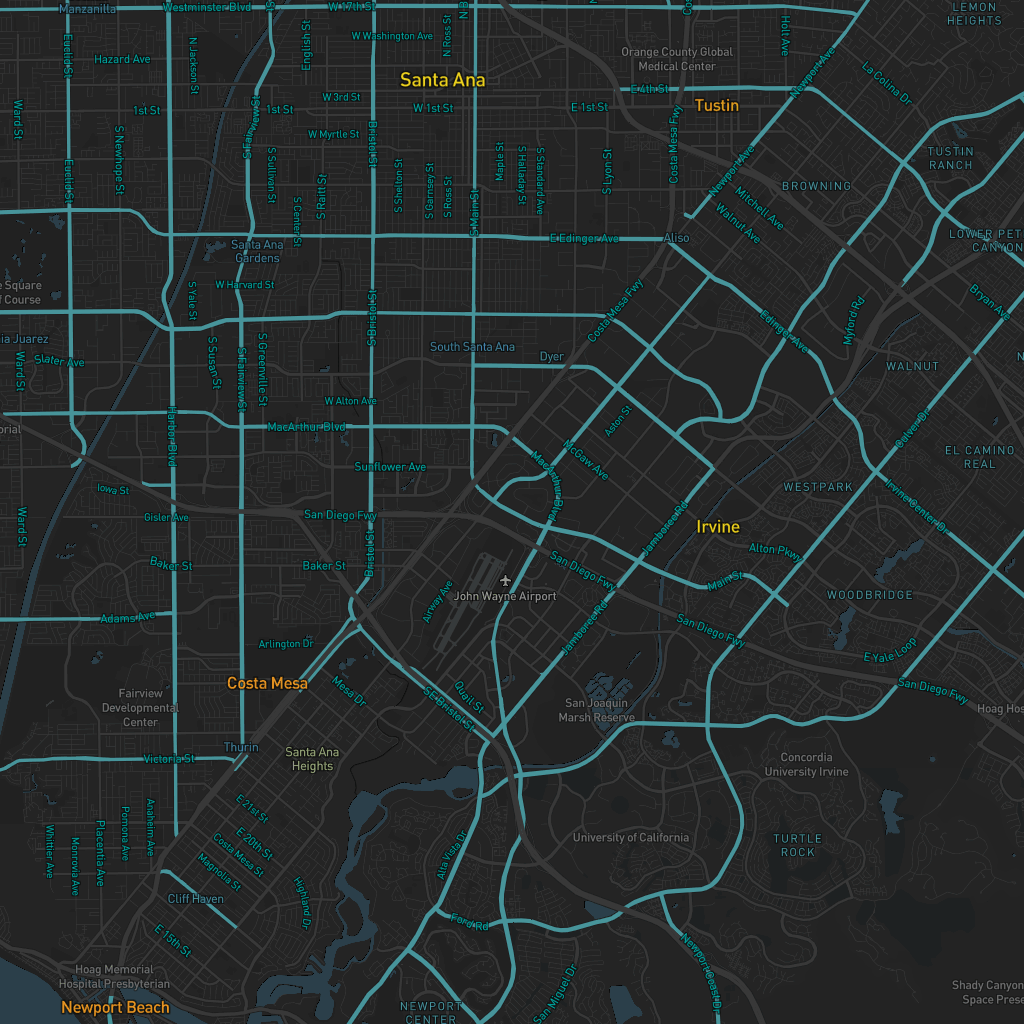 Manzanilla
Westminster Blvd
W 17th St
N B
LEMON
HEIGHTS
English St
W Washington Ave
N Ross St
Holt Ave
Euclid St
N Jackson St
Hazard Ave
Orange County Global
Medical Center
Newport Ave
La Colina Dr
Santa Ana
W 3rd St
E 4th St
Tustin
Ward St
1st St
1st St
W 1st St
E 1st St
S Fairview St
S Newhope St
W Myrtle St
Bristol St
Costa Mesa Fwy
TUSTIN
RANCH
Euclid St
S Sullivan St
S Raitt St
S Shelton St
S Garnsey St
S Ross St
Maple St
S Halladay St
S Standard Ave
S Lyon St
Newport Ave
BROWNING
Mitchell Ave
S Center St
S Main St
Walnut Ave
Santa Ana
Gardens
E Edinger Ave
Aliso
LOWER PET
CANYON
e Square
f Course
W Harvard St
S Yale St
Bryan Ave
Costa Mesa Fwy
S Bristol St
Myford Rd
Edinger Ave
nia Juarez
South Santa Ana
Dyer
Slater Ave
Ward St
S Susan St
S Fairview St
S Greenville St
WALNUT
N
W Alton Ave
Aston St
Culver Dr
orial
Harbor Blvd
MacArthur Blvd
McGaw Ave
EL CAMINO
REAL
Sunflower Ave
MacArthur Blvd
Iowa St
WESTPARK
Irvine Center Dr
Ward St
Gisler Ave
San Diego Fwy
Irvine
Jamboree Rd
Baker St
Baker St
Bristol St
San Diego Fwy
Alton Pkwy
Main St
John Wayne Airport
Airway Ave
WOODBRIDGE
Adams Ave
Jamboree Rd
San Diego Fwy
Arlington Dr
E Yale Loop
Costa Mesa
Mesa Dr
Quail St
SE Bristol St
San Diego Fwy
Fairview
Developmental
Center
San Joaquin
Marsh Reserve
Hoag Hos
Thurin
Victoria St
Santa Ana
Heights
Concordia
University Irvine
E 21st St
Whittier Ave
Monrovia Ave
Placentia Ave
Pomona Ave
Anaheim Ave
E 20th St
Costa Mesa St
Magnolia St
Alta Vista Dr
University of California
TURTLE
ROCK
Cliff Haven
Highland Dr
Ford Rd
E 15th St
Newport Coast Dr
Hoag Memorial
Hospital Presbyterian
San Miguel Dr
Shady Canyon
Space Prese
Newport Beach
NEWPORT
CENTER